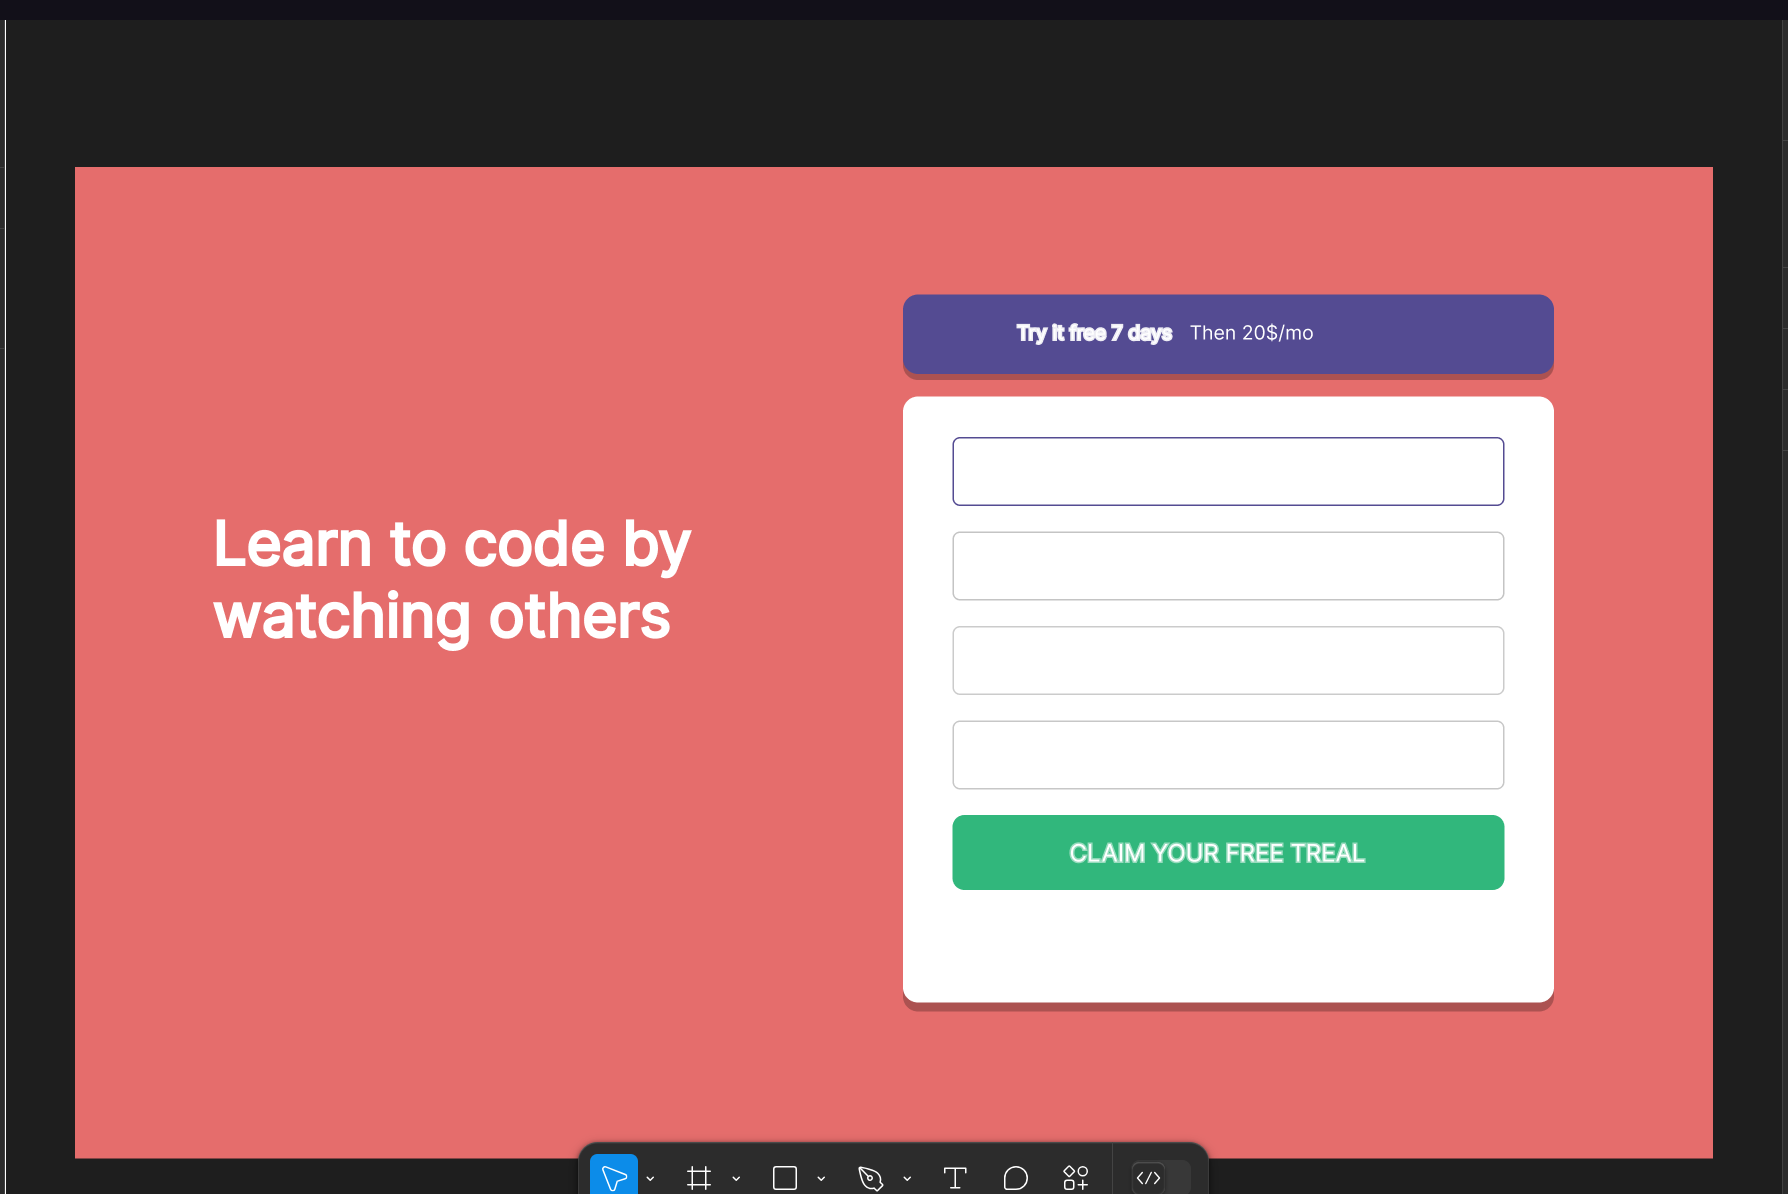 Try it free 7 days Then 20$/mo
Learn to code by
watching others
CLAIM YOUR FREE TREAL